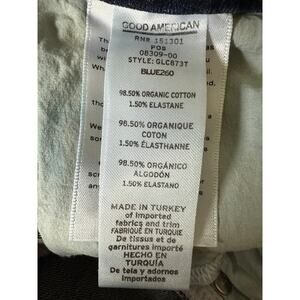 GOOD AMERICAN
RN# 151301
PO#
08309-00
STYLE: GLC673T
BLUE260
98.50% ORGANIC COTTON
1.50% ELASTANE
98.50% ORGANIQUE
COTON
1.50% ÉLASTHANNE
98.50% ORGÁNICO
ALGODÓN
1.50% ELASTANO
MADE IN TURKEY
of imported
fabrics and trim
FABRIQUÉ EN TURQUIE
De tissus et de
garnitures importé
HECHO EN
TURQUÍA
De tela y adornos
importados